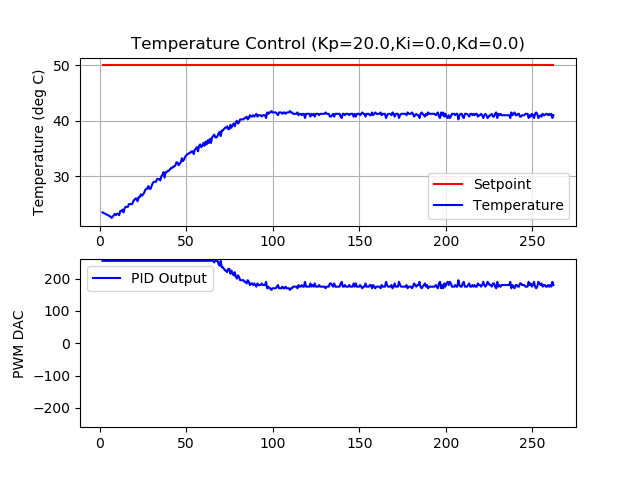 Temperature Control (Kp=20.0,Ki=0.0,Kd=0.0)
Temperature (deg C)
50
40
30
Setpoint
Temperature
0 50 100 150 200 250
PWM DAC
200
100
0
−100
−200
PID Output
0 50 100 150 200 250